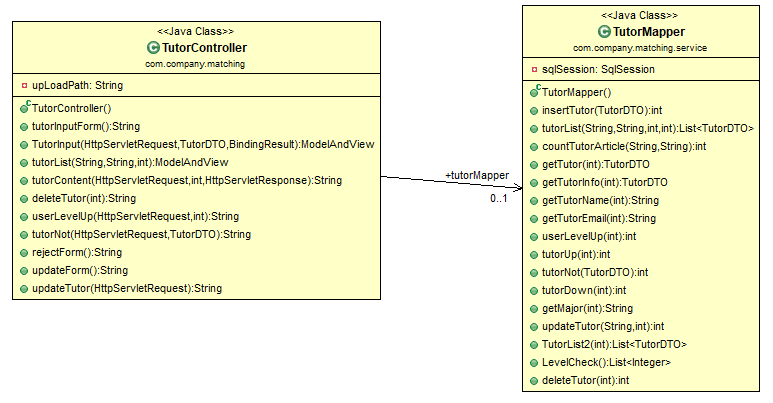 <<Java Class>>
TutorController
com.company.matching
upLoadPath: String
TutorController()
tutorInputForm():String
TutorInput(HttpServletRequest,TutorDTO,BindingResult):ModelAndView
tutorList(String,String,int):ModelAndView
tutorContent(HttpServletRequest,int,HttpServletResponse):String
deleteTutor(int):String
userLevelUp(HttpServletRequest,int):String
tutorNot(HttpServletRequest,TutorDTO):String
rejectForm():String
updateForm():String
updateTutor(HttpServletRequest):String
+tutorMapper
0..1
<<Java Class>>
TutorMapper
com.company.matching.service
sqlSession: SqlSession
TutorMapper()
insertTutor(TutorDTO):int
tutorList(String,String,int,int):List<TutorDTO>
countTutorArticle(String,String):int
getTutor(int):TutorDTO
getTutorInfo(int):TutorDTO
getTutorName(int):String
getTutorEmail(int):String
userLevelUp(int):int
tutorUp(int):int
tutorNot(TutorDTO):int
tutorDown(int):int
getMajor(int):String
updateTutor(String,int):int
TutorList2(int):List<TutorDTO>
LevelCheck():List<Integer>
deleteTutor(int):int